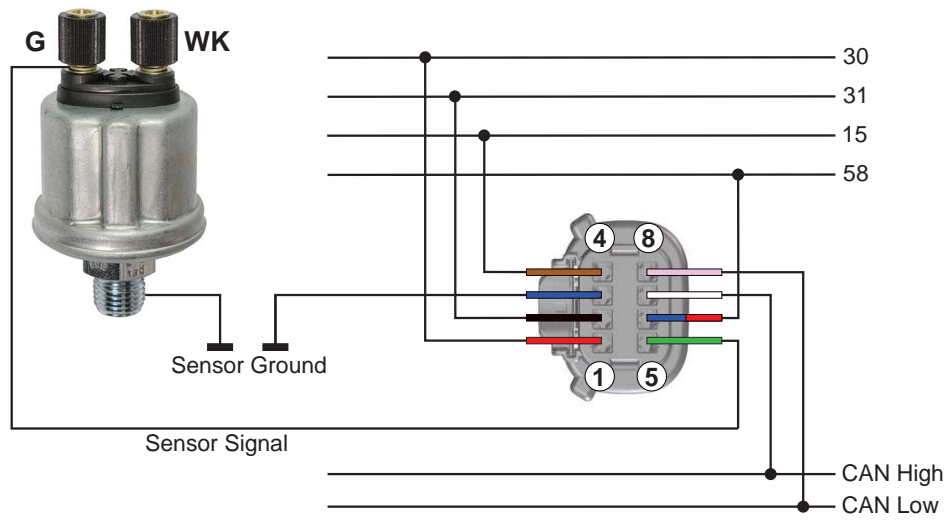 G
WK
30
31
15
58
4
8
Sensor Ground
1
5
Sensor Signal
CAN High
CAN Low